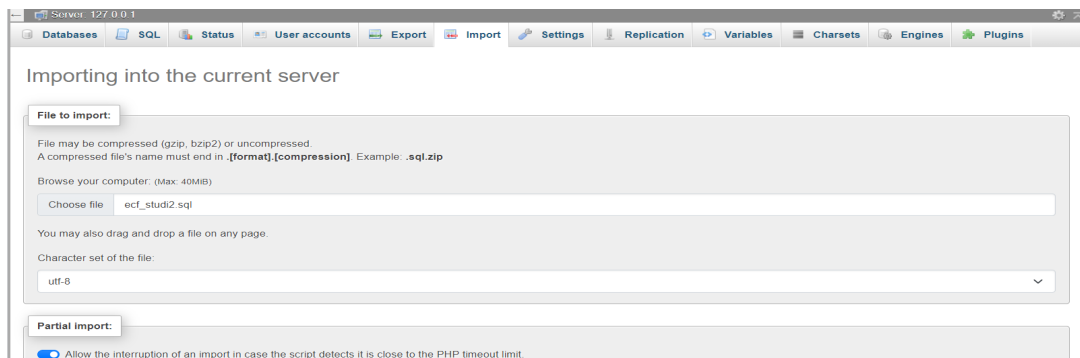 Server: 127.0.0.1
Databases SQL Status User accounts Export Import Settings Replication Variables Charsets Engines Plugins
Importing into the current server
File to import:
File may be compressed (gzip, bzip2) or uncompressed.
A compressed file's name must end in .[format].[compression]. Example: .sql.zip
Browse your computer: (Max: 40MiB)
Choose file ecf_studi2.sql
You may also drag and drop a file on any page.
Character set of the file:
utf-8
Partial import:
Allow the interruption of an import in case the script detects it is close to the PHP timeout limit.